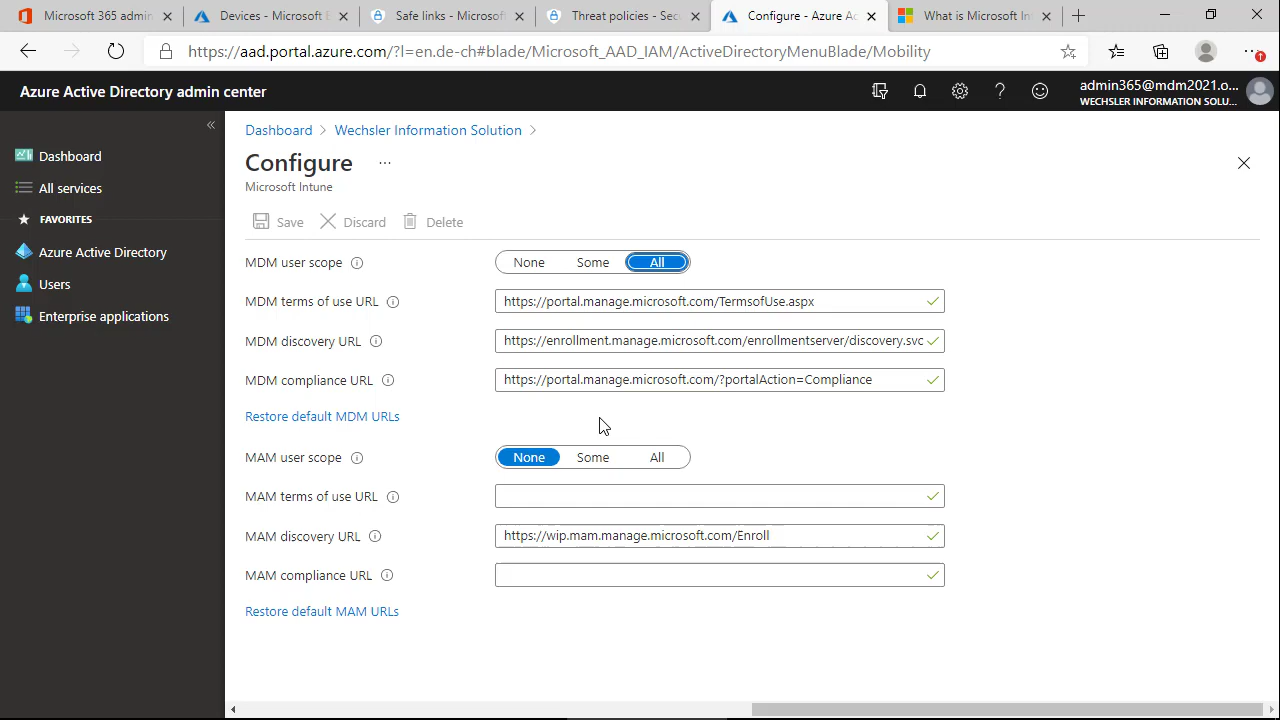 Microsoft 365 admin
Devices - Microsoft E
Safe links - Microsof
Threat policies - Sec
Configure - Azure Ac
What is Microsoft Int
https://aad.portal.azure.com/?l=en.de-ch#blade/Microsoft_AAD_IAM/ActiveDirectoryMenuBlade/Mobility
Azure Active Directory admin center
admin365@mdm2021.o...
WECHSLER INFORMATION SOLU...
Dashboard
All services
FAVORITES
Azure Active Directory
Users
Enterprise applications
Dashboard > Wechsler Information Solution >
Configure ...
Microsoft Intune
Save Discard Delete
MDM user scope None Some All
MDM terms of use URL https://portal.manage.microsoft.com/TermsofUse.aspx
MDM discovery URL https://enrollment.manage.microsoft.com/enrollmentserver/discovery.svc
MDM compliance URL https://portal.manage.microsoft.com/?portalAction=Compliance
Restore default MDM URLs
MAM user scope None Some All
MAM terms of use URL
MAM discovery URL https://wip.mam.manage.microsoft.com/Enroll
MAM compliance URL
Restore default MAM URLs